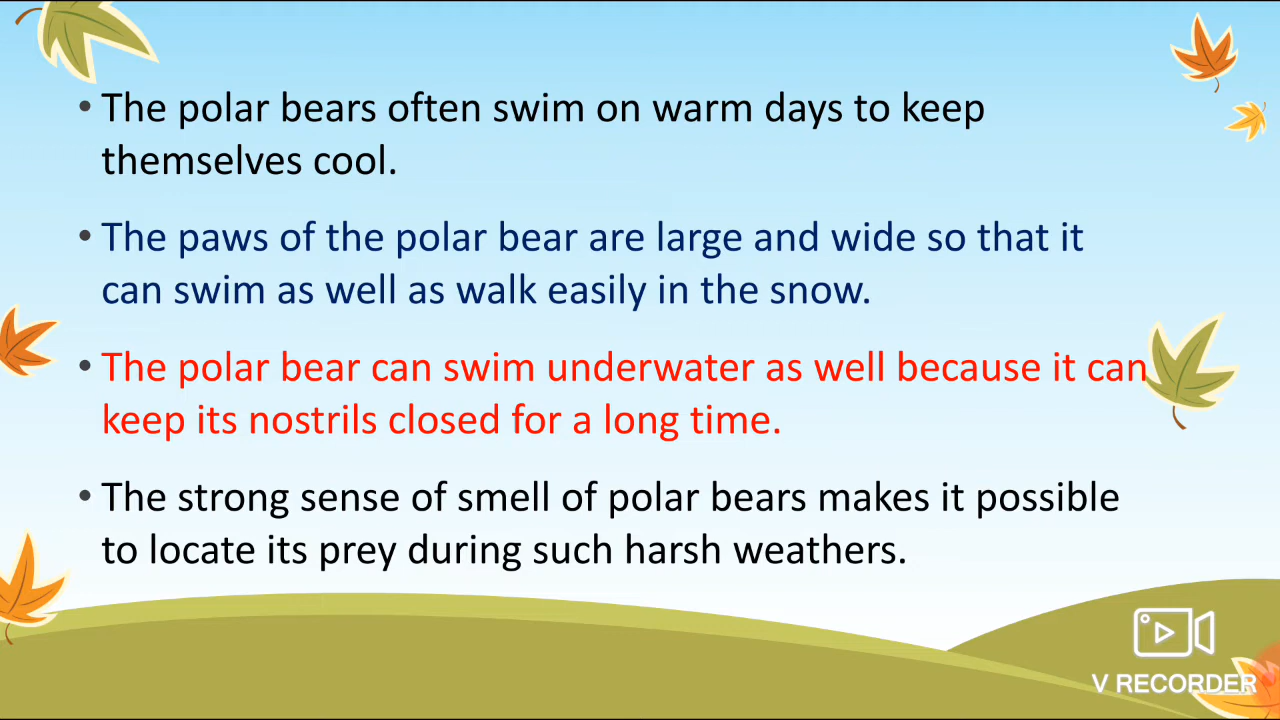 • The polar bears often swim on warm days to keep
themselves cool.
• The paws of the polar bear are large and wide so that it
can swim as well as walk easily in the snow.
• The polar bear can swim underwater as well because it can
keep its nostrils closed for a long time.
• The strong sense of smell of polar bears makes it possible
to locate its prey during such harsh weathers.
V RECORDER